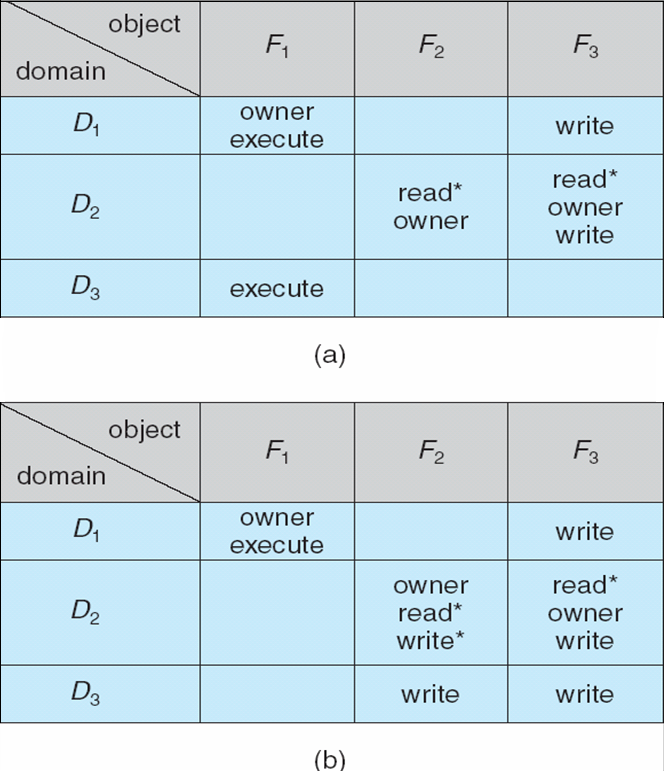 object
domain
F1 F2 F3
D1 owner execute write
D2 read* owner read* owner write
D3 execute
(a)
object
domain
F1 F2 F3
D1 owner execute write
D2 owner read* write* read* owner write
D3 write write
(b)